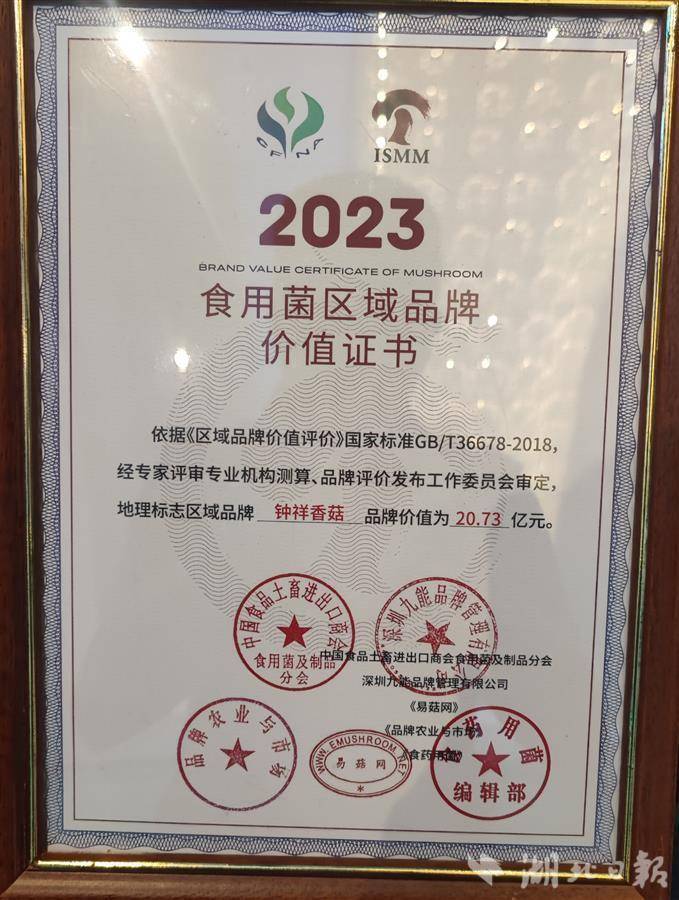 CFNA
ISMM
2023
BRAND VALUE CERTIFICATE OF MUSHROOM
食用菌区域品牌
价值证书
依据《区域品牌价值评价》国家标准GB/T36678-2018,
经专家评审专业机构测算、品牌评价发布工作委员会审定,
地理标志区域品牌 钟祥香菇 品牌价值为 20.73 亿元。
中国食品土畜进出口商会
食用菌及制品
分会
深圳九能品牌管理有限公司
中国食品土畜进出口商会食用菌及制品分会
深圳九能品牌管理有限公司
《易菇网》
《品牌农业与市场》
《食药用菌》
品牌农业与市场
WWW.EMUSHROOM.NET
易菇网
食药用菌
编辑部
湖北日報